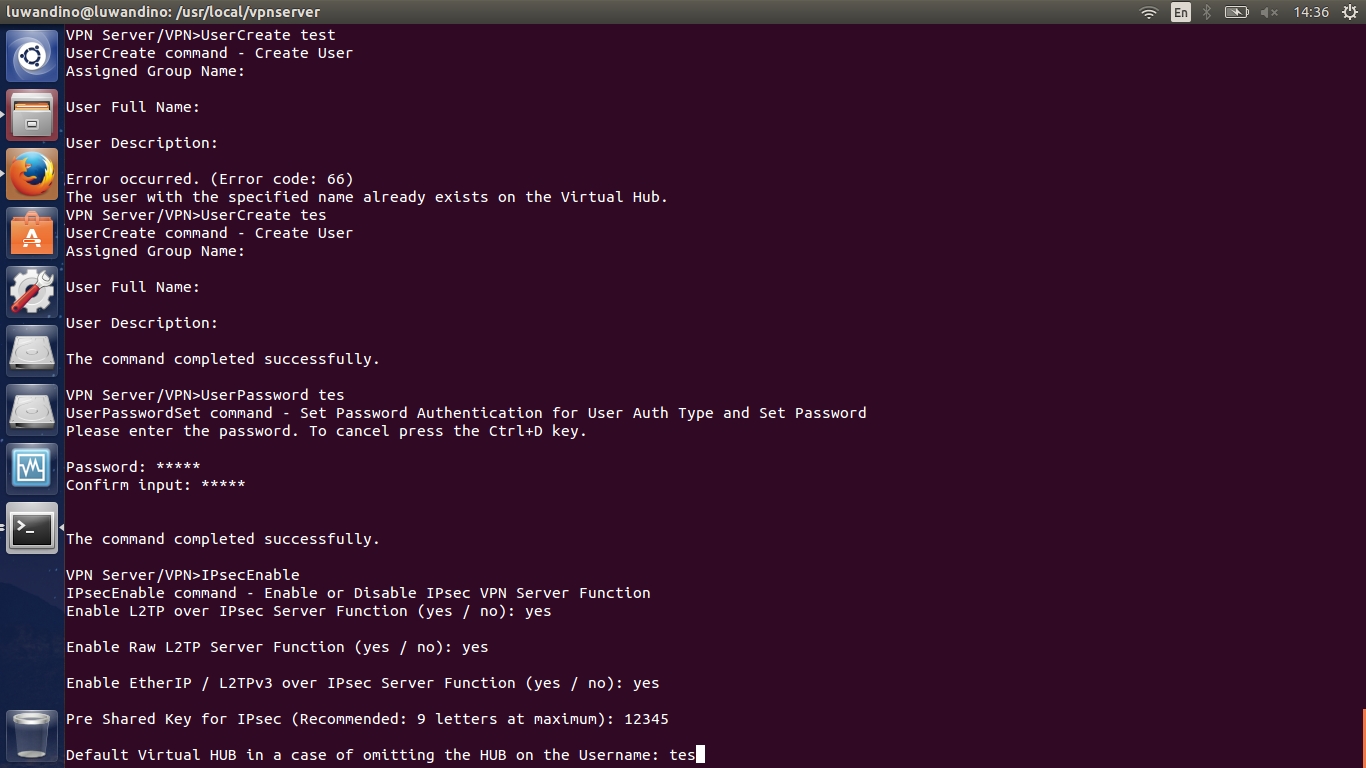 luwandino@luwandino: /usr/local/vpnserver
En
14:36
VPN Server/VPN>UserCreate test
UserCreate command - Create User
Assigned Group Name:
User Full Name:
User Description:
Error occurred. (Error code: 66)
The user with the specified name already exists on the Virtual Hub.
VPN Server/VPN>UserCreate tes
UserCreate command - Create User
Assigned Group Name:
User Full Name:
User Description:
The command completed successfully.
VPN Server/VPN>UserPassword tes
UserPasswordSet command - Set Password Authentication for User Auth Type and Set Password
Please enter the password. To cancel press the Ctrl+D key.
Password: *****
Confirm input: *****
The command completed successfully.
VPN Server/VPN>IPsecEnable
IPsecEnable command - Enable or Disable IPsec VPN Server Function
Enable L2TP over IPsec Server Function (yes / no): yes
Enable Raw L2TP Server Function (yes / no): yes
Enable EtherIP / L2TPv3 over IPsec Server Function (yes / no): yes
Pre Shared Key for IPsec (Recommended: 9 letters at maximum): 12345
Default Virtual HUB in a case of omitting the HUB on the Username: tes